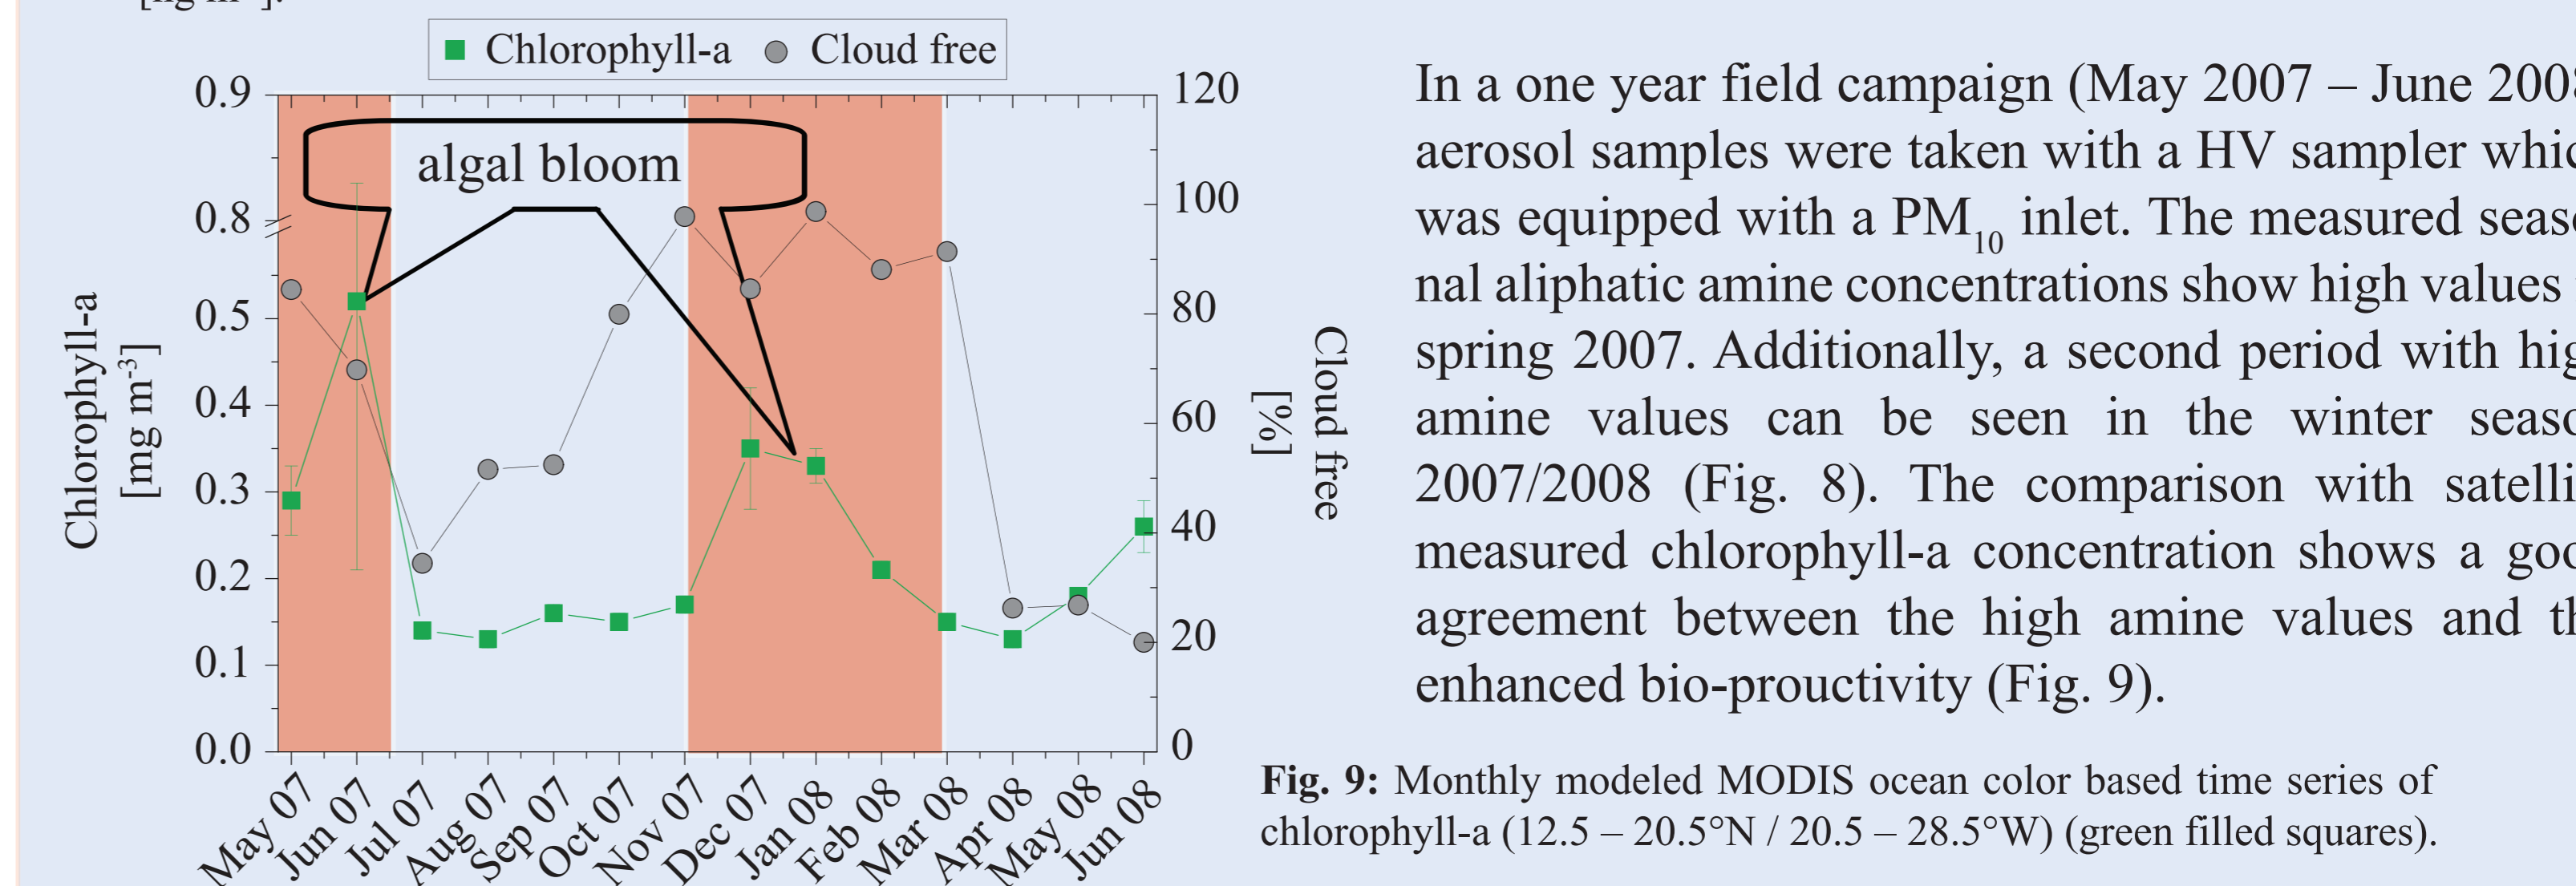 Chlorophyll-a Cloud free
0.9
0.8
0.5
0.4
0.3
0.2
0.1
0.0
120
100
80
60
40
20
0
algal bloom
Chlorophyll-a
[mg m⁻³]
Cloud free
[%]
May 07
Jun 07
Jul 07
Aug 07
Sep 07
Oct 07
Nov 07
Dec 07
Jan 08
Feb 08
Mar 08
Apr 08
May 08
Jun 08
In a one year field campaign (May 2007 – June 2008
aerosol samples were taken with a HV sampler whic
was equipped with a PM₁₀ inlet. The measured seaso
nal aliphatic amine concentrations show high values
spring 2007. Additionally, a second period with hig
amine values can be seen in the winter seaso
2007/2008 (Fig. 8). The comparison with satelli
measured chlorophyll-a concentration shows a goo
agreement between the high amine values and th
enhanced bio-prouctivity (Fig. 9).
Fig. 9: Monthly modeled MODIS ocean color based time series of
chlorophyll-a (12.5 – 20.5°N / 20.5 – 28.5°W) (green filled squares).